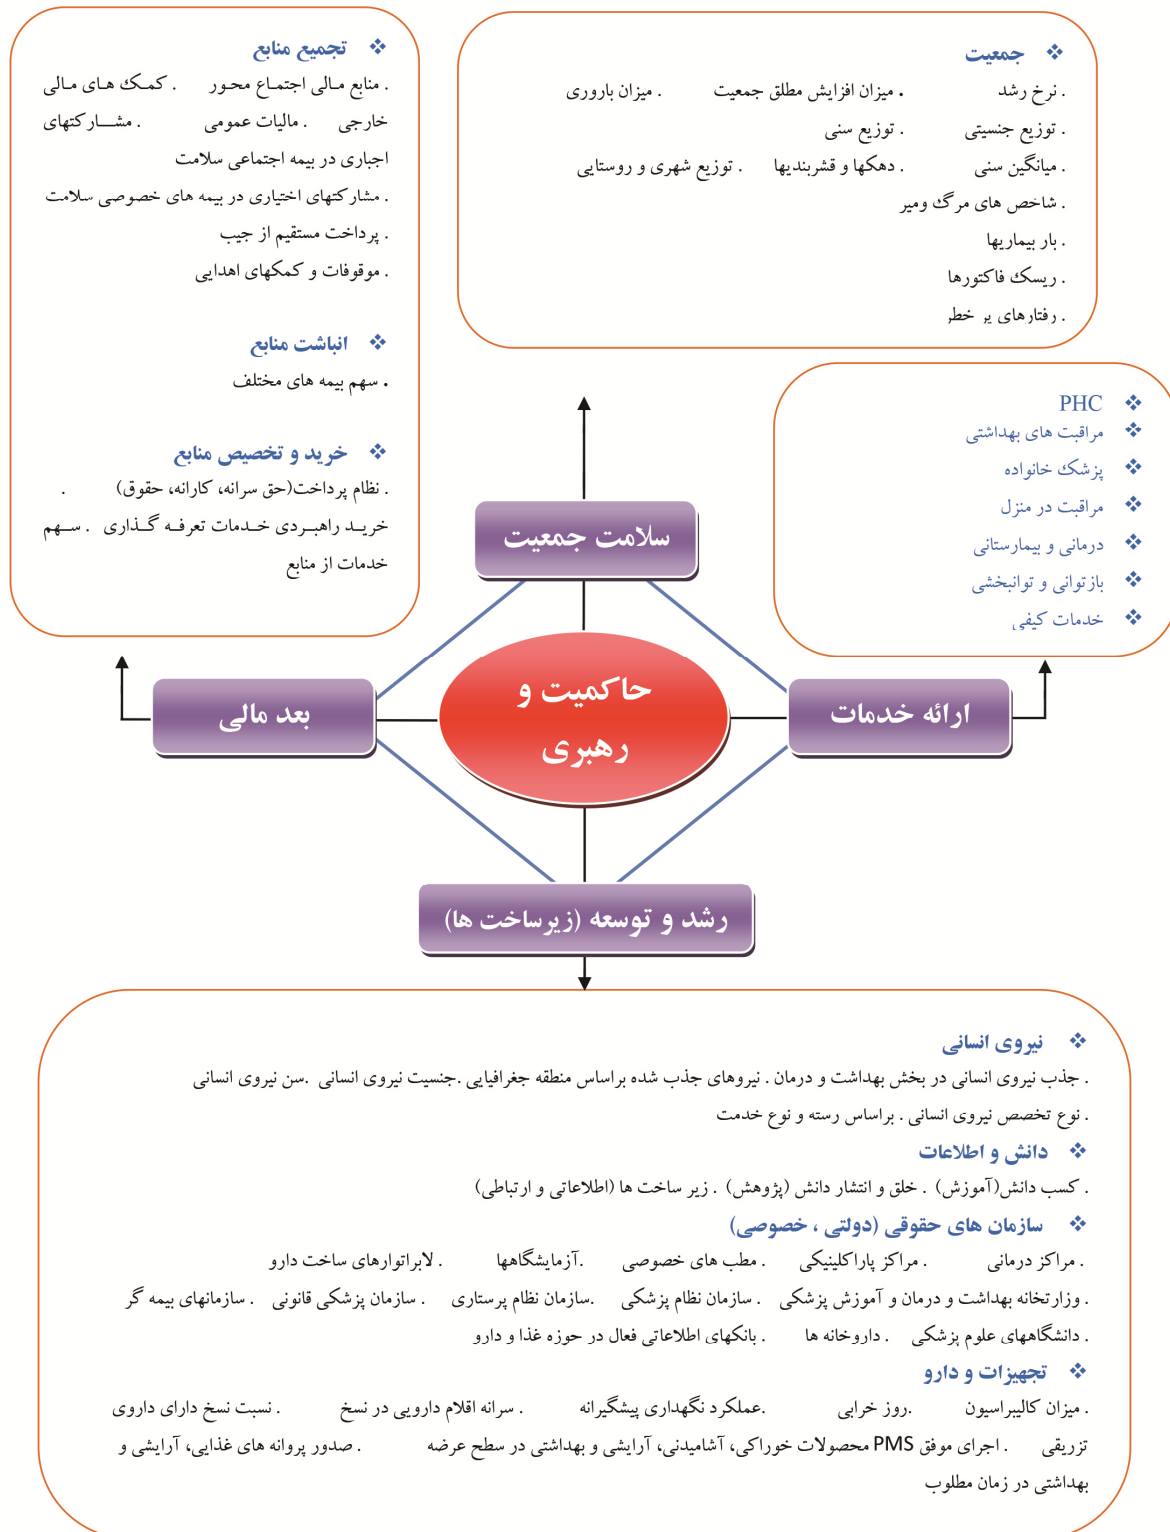 ❖ جمعیت
. نرخ رشد . میزان افزایش مطلق جمعیت . میزان باروری
. توزیع جنسیتی . توزیع سنی
. میانگین سنی . دهکها و قشربندیها . توزیع شهری و روستایی
. شاخص های مرگ ومیر
. بار بیماریها
. ریسک فاکتورها
. رفتارهای پر خطر
❖ تجمیع منابع
. منابع مالی اجتماع محور . کمک های مالی
خارجی . مالیات عمومی . مشارکتهای
اجباری در بیمه اجتماعی سلامت
. مشارکتهای اختیاری در بیمه های خصوصی سلامت
. پرداخت مستقیم از جیب
. موقوفات و کمکهای اهدایی
❖ انباشت منابع
. سهم بیمه های مختلف
❖ خرید و تخصیص منابع
. نظام پرداخت(حق سرانه، کارانه، حقوق) .
خرید راهبردی خدمات تعرفه گذاری . سهم
خدمات از منابع
❖ PHC
❖ مراقبت های بهداشتی
❖ پزشک خانواده
❖ مراقبت در منزل
❖ درمانی و بیمارستانی
❖ بازتوانی و توانبخشی
❖ خدمات کیفی
سلامت جمعیت
ارائه خدمات
حاکمیت و
رهبری
بعد مالی
رشد و توسعه (زیرساخت ها)
❖ نیروی انسانی
. جذب نیروی انسانی در بخش بهداشت و درمان . نیروهای جذب شده براساس منطقه جغرافیایی .جنسیت نیروی انسانی .سن نیروی انسانی
. نوع تخصص نیروی انسانی . براساس رسته و نوع خدمت
❖ دانش و اطلاعات
. کسب دانش(آموزش) . خلق و انتشار دانش (پژوهش) . زیر ساخت ها (اطلاعاتی و ارتباطی)
❖ سازمان های حقوقی (دولتی ، خصوصی)
. مراکز درمانی . مراکز پاراکلینیکی . مطب های خصوصی .آزمایشگاهها . لابراتوارهای ساخت دارو
. وزارتخانه بهداشت و درمان و آموزش پزشکی . سازمان نظام پزشکی .سازمان نظام پرستاری . سازمان پزشکی قانونی . سازمانهای بیمه گر
. دانشگاههای علوم پزشکی . داروخانه ها . بانکهای اطلاعاتی فعال در حوزه غذا و دارو
❖ تجهیزات و دارو
. میزان کالیبراسیون .روز خرابی .عملکرد نگهداری پیشگیرانه . سرانه اقلام دارویی در نسخ . نسبت نسخ دارای داروی
تزریقی . اجرای موفق PMS محصولات خوراکی، آشامیدنی، آرایشی و بهداشتی در سطح عرضه . صدور پروانه های غذایی، آرایشی و
بهداشتی در زمان مطلوب